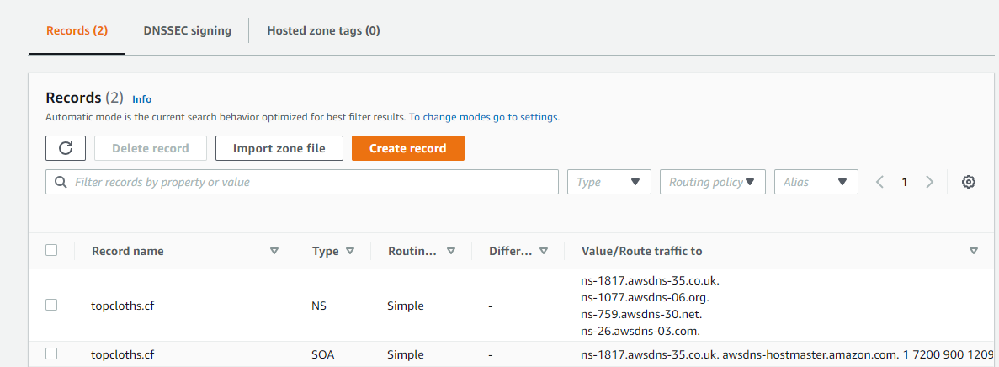 Records (2) DNSSEC signing Hosted zone tags (0)
Records (2) Info
Automatic mode is the current search behavior optimized for best filter results. To change modes go to settings.
Delete record Import zone file Create record
Filter records by property or value Type Routing policy Alias 1
Record name Type Routin... Differ... Value/Route traffic to
ns-1817.awsdns-35.co.uk.
ns-1077.awsdns-06.org.
topcloths.cf NS Simple -
ns-759.awsdns-30.net.
ns-26.awsdns-03.com.
topcloths.cf SOA Simple - ns-1817.awsdns-35.co.uk. awsdns-hostmaster.amazon.com. 1 7200 900 1209